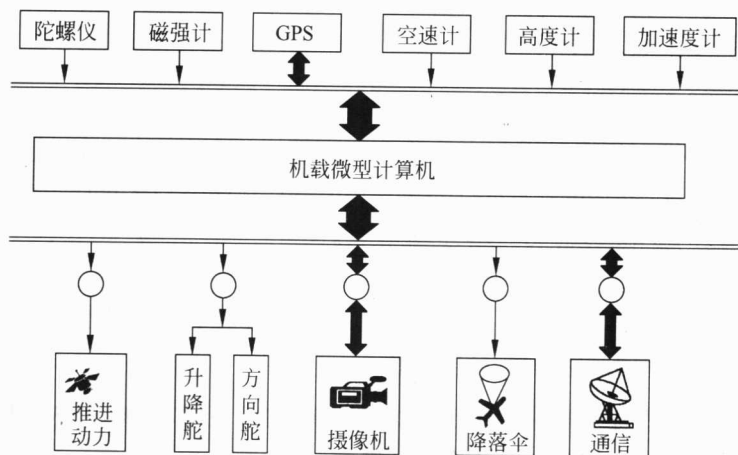 陀螺仪
磁强计
GPS
空速计
高度计
加速度计
机载微型计算机
推进
动力
升
降
舵
方
向
舵
摄像机
降落伞
通信